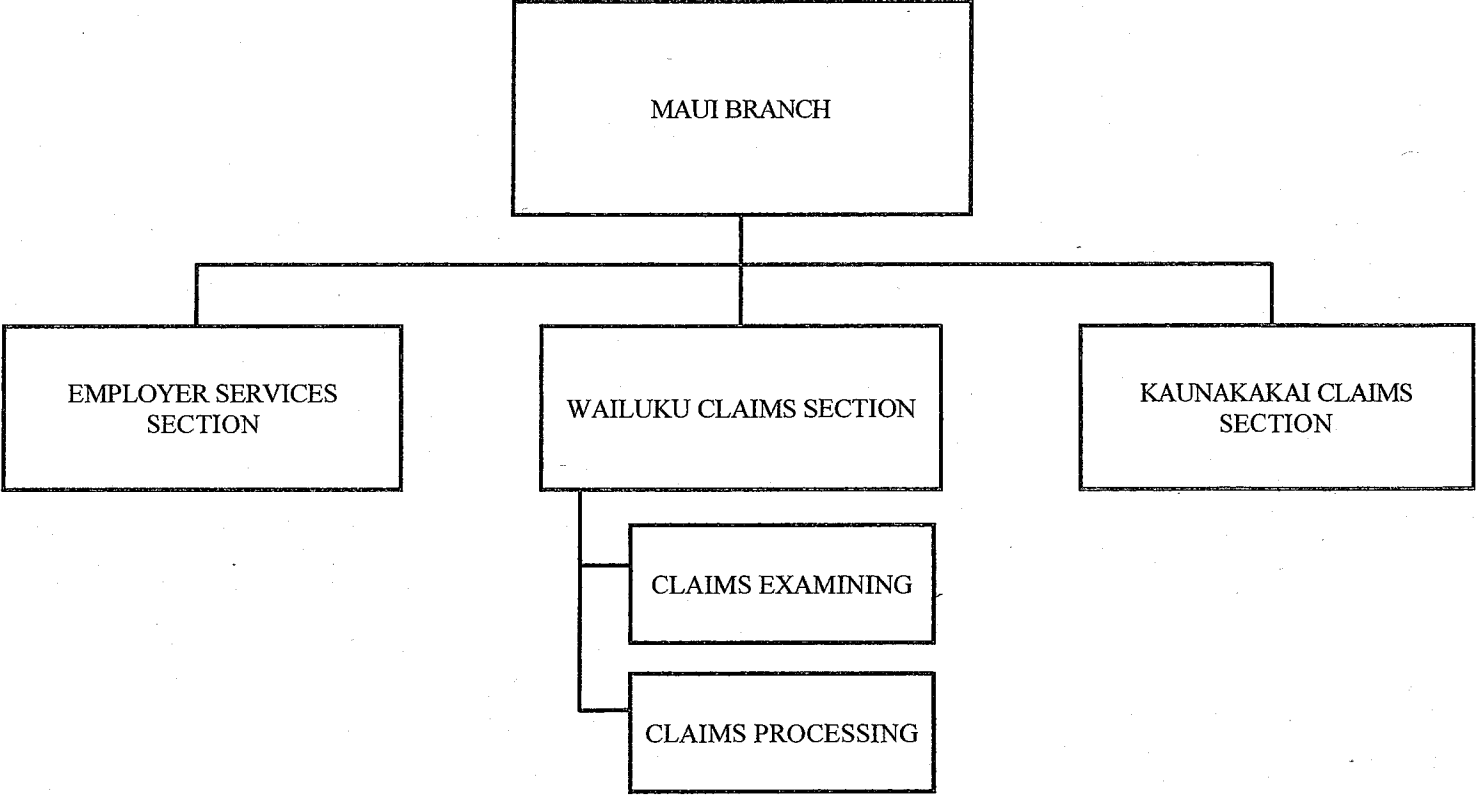 MAUI BRANCH
EMPLOYER SERVICES
SECTION
WAILUKU CLAIMS SECTION
KAUNAKAKAI CLAIMS
SECTION
CLAIMS EXAMINING
CLAIMS PROCESSING